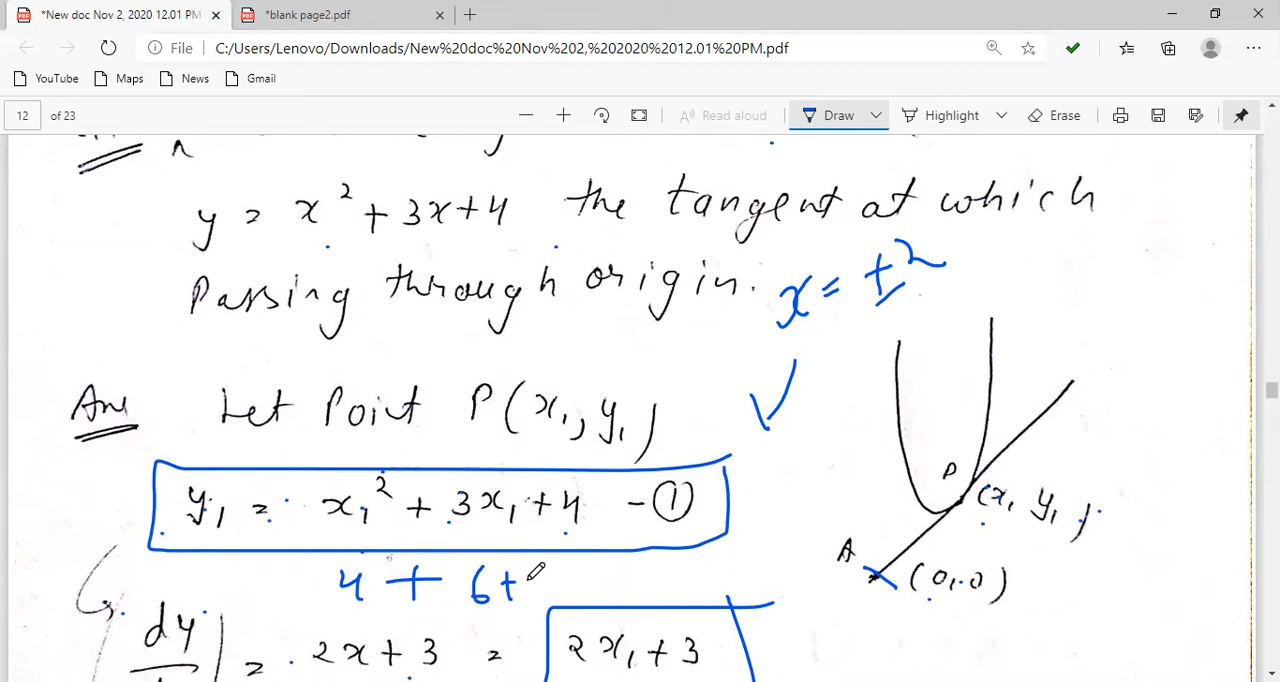 *New doc Nov 2, 2020 12.01 PM *blank page2.pdf
File C:/Users/Lenovo/Downloads/New%20doc%20Nov%202,%202020%2012.01%20PM.pdf
YouTube Maps News Gmail
12 of 23 Read aloud Draw Highlight Erase
y = x² + 3x + 4 the tangent at which
Passing through origin. x = ±2
Ans Let Point P(x₁, y₁)
y₁ = x₁² + 3x₁ + 4 - ①
P (x₁ y₁)
A (0,0)
4 + 6+
dy
= 2x + 3 = 2x₁ + 3